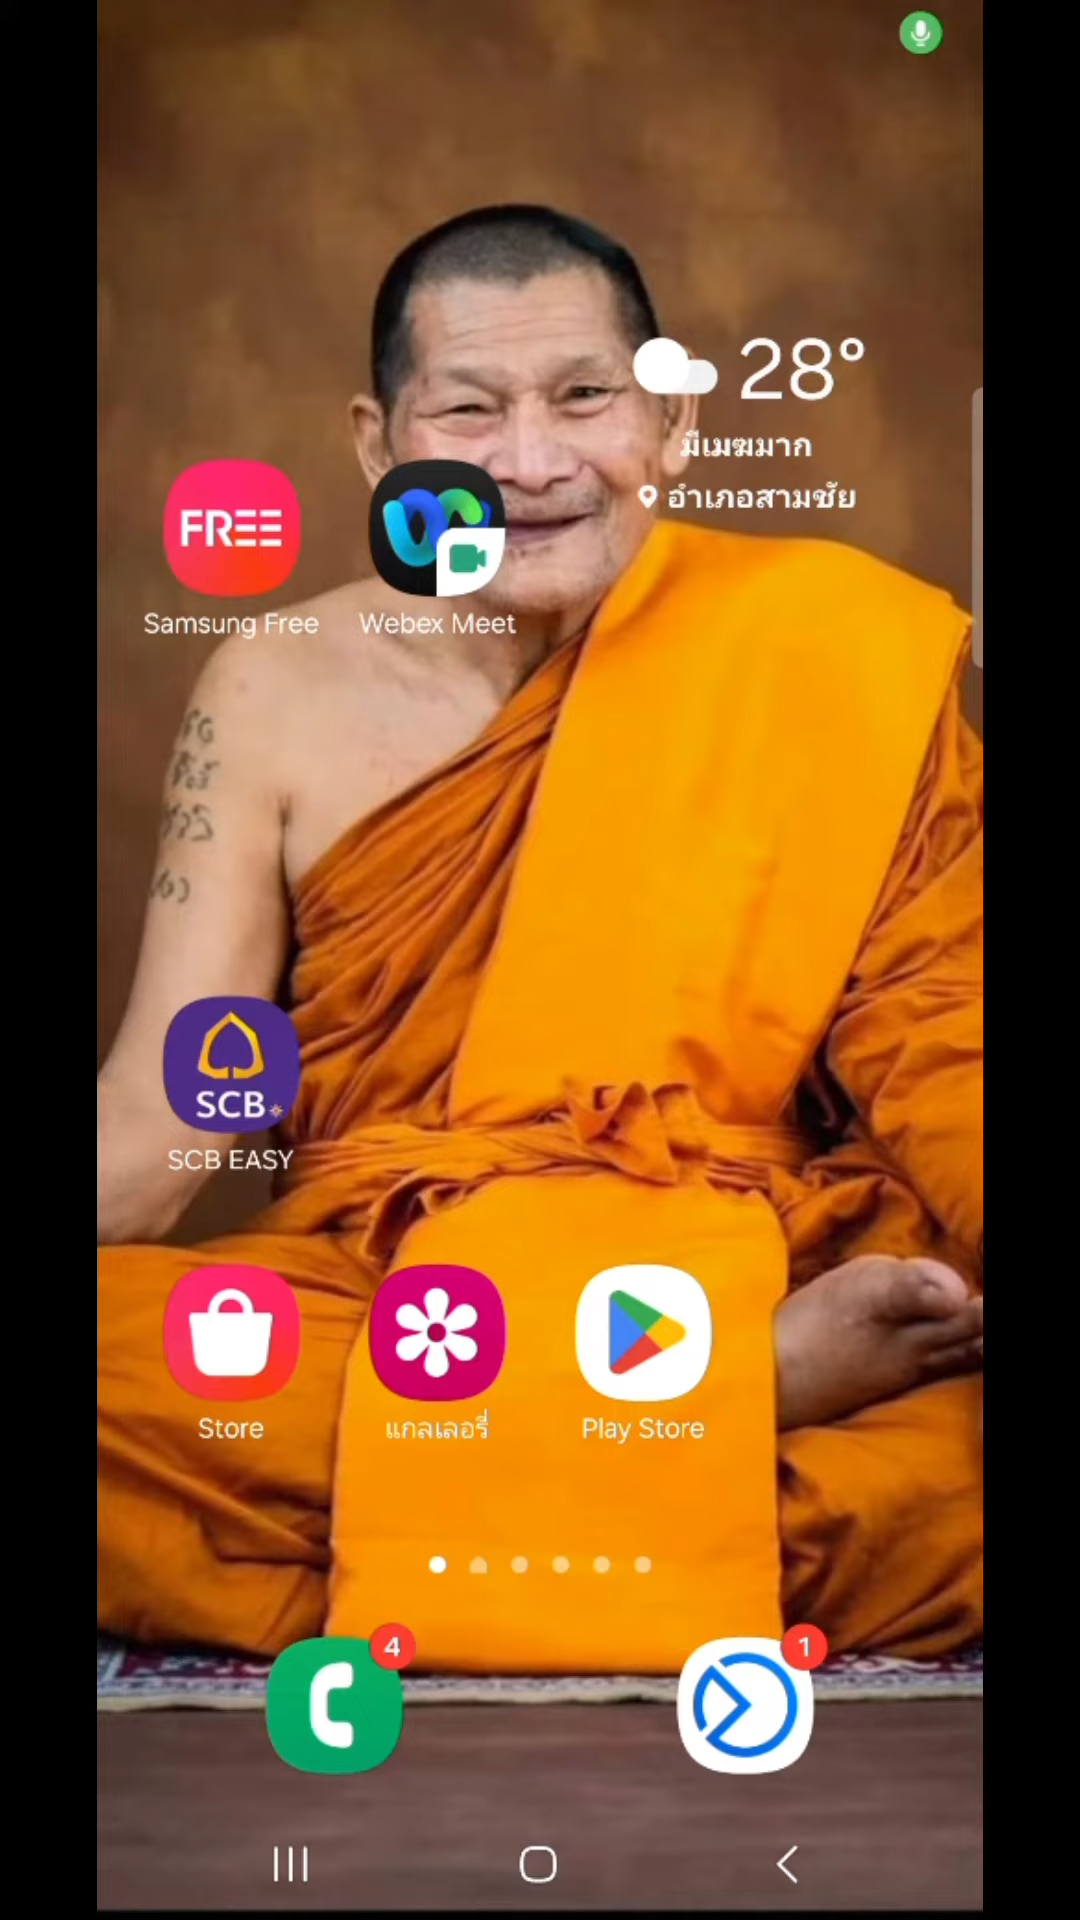 28°
มีเมฆมาก
อำเภอสามชัย
FREE
Samsung Free
Webex Meet
SCB
SCB EASY
Store
แกลเลอรี่
Play Store
4
1